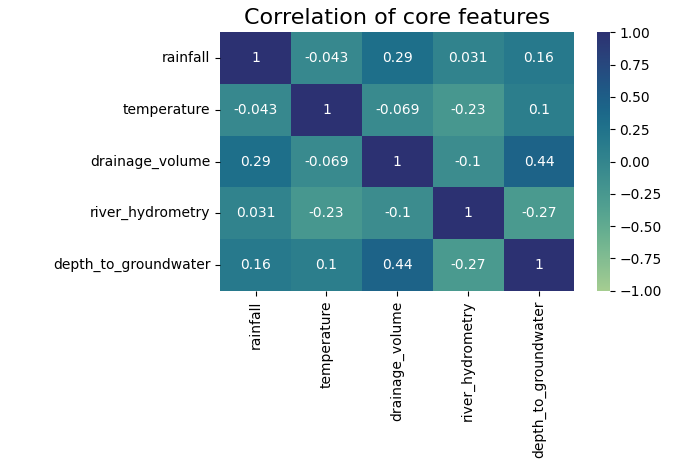 Correlation of core features
rainfall 1 -0.043 0.29 0.031 0.16
temperature -0.043 1 -0.069 -0.23 0.1
drainage_volume 0.29 -0.069 1 -0.1 0.44
river_hydrometry 0.031 -0.23 -0.1 1 -0.27
depth_to_groundwater 0.16 0.1 0.44 -0.27 1
rainfall
temperature
drainage_volume
river_hydrometry
depth_to_groundwater
1.00
0.75
0.50
0.25
0.00
−0.25
−0.50
−0.75
−1.00